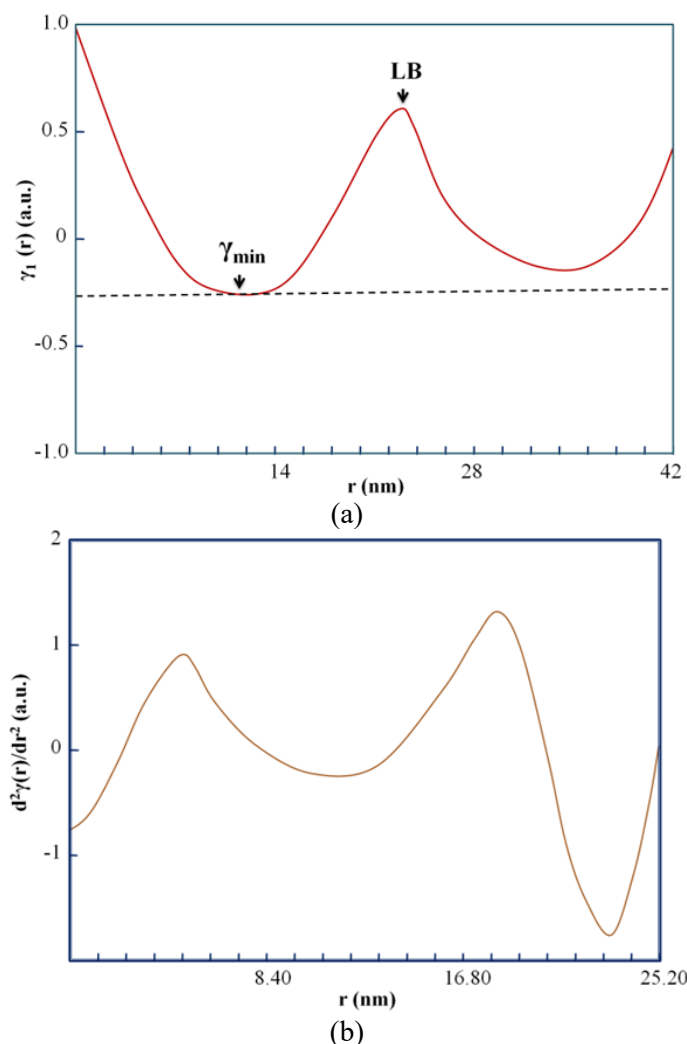 1.0
LB
0.5
γ₁ (r) (a.u.)
0
γmin
-0.5
-1.0
14
28
42
r (nm)
(a)
2
1
d²γ(r)/dr² (a.u.)
0
-1
8.40
16.80
25.20
r (nm)
(b)